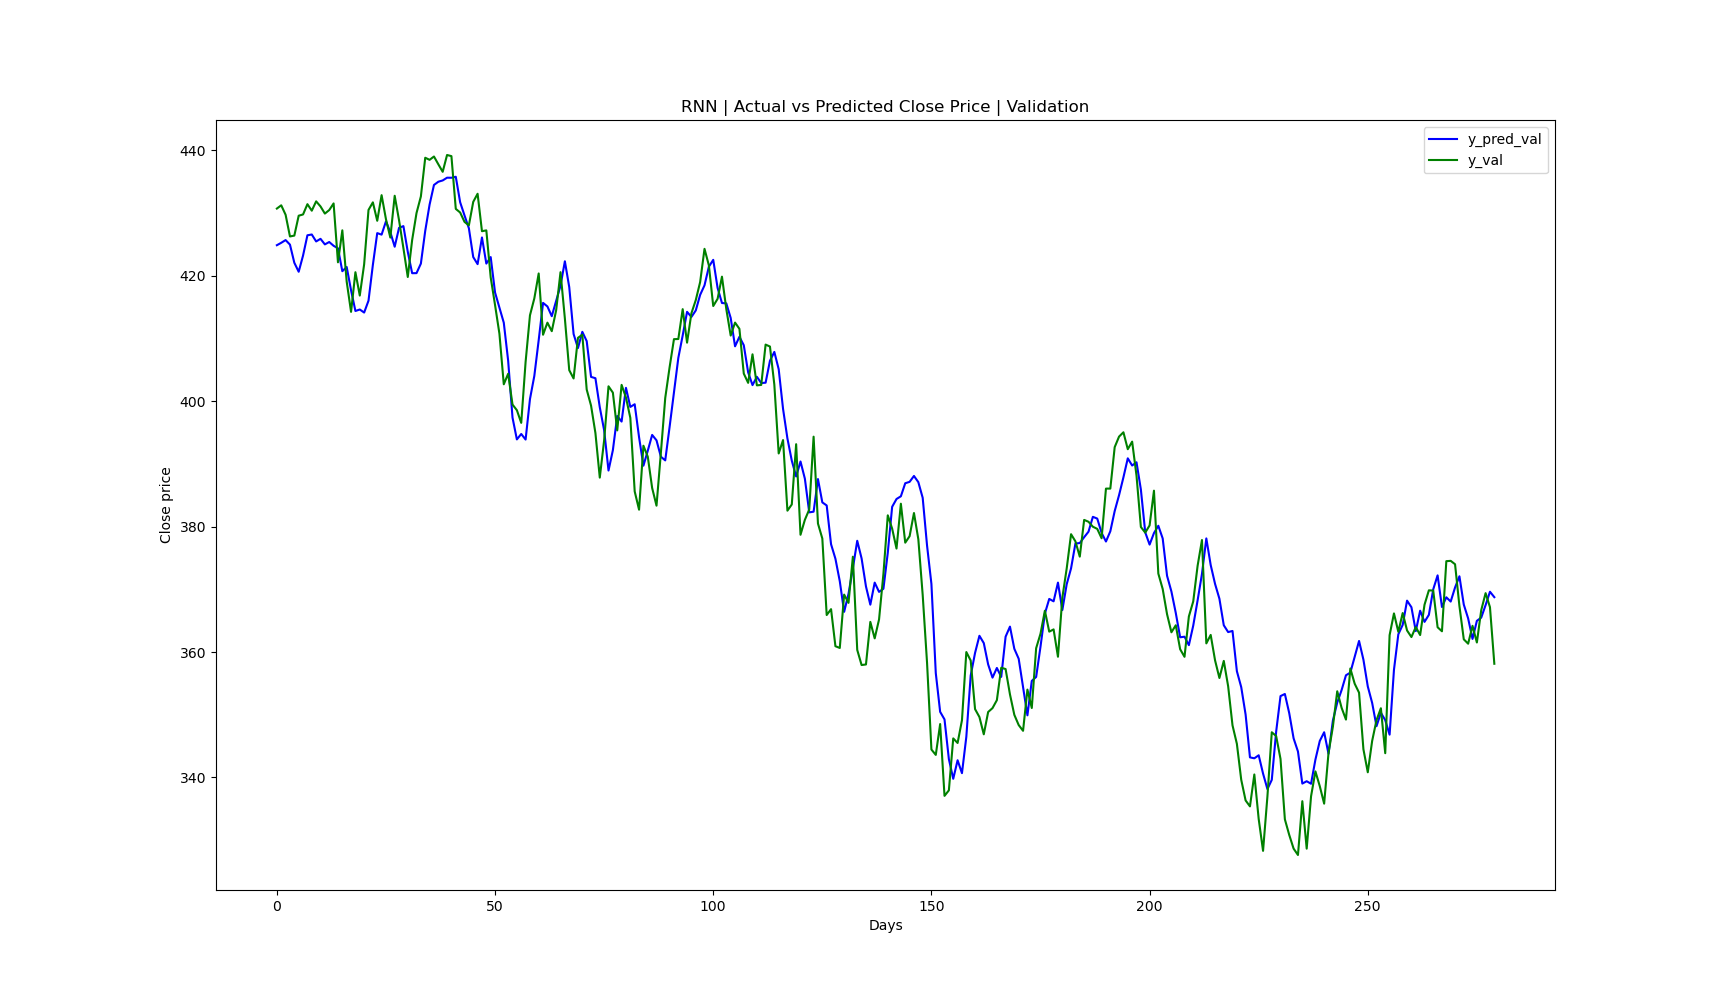 RNN | Actual vs Predicted Close Price | Validation
y_pred_val
y_val
440
420
400
380
360
340
Close price
0 50 100 150 200 250
Days